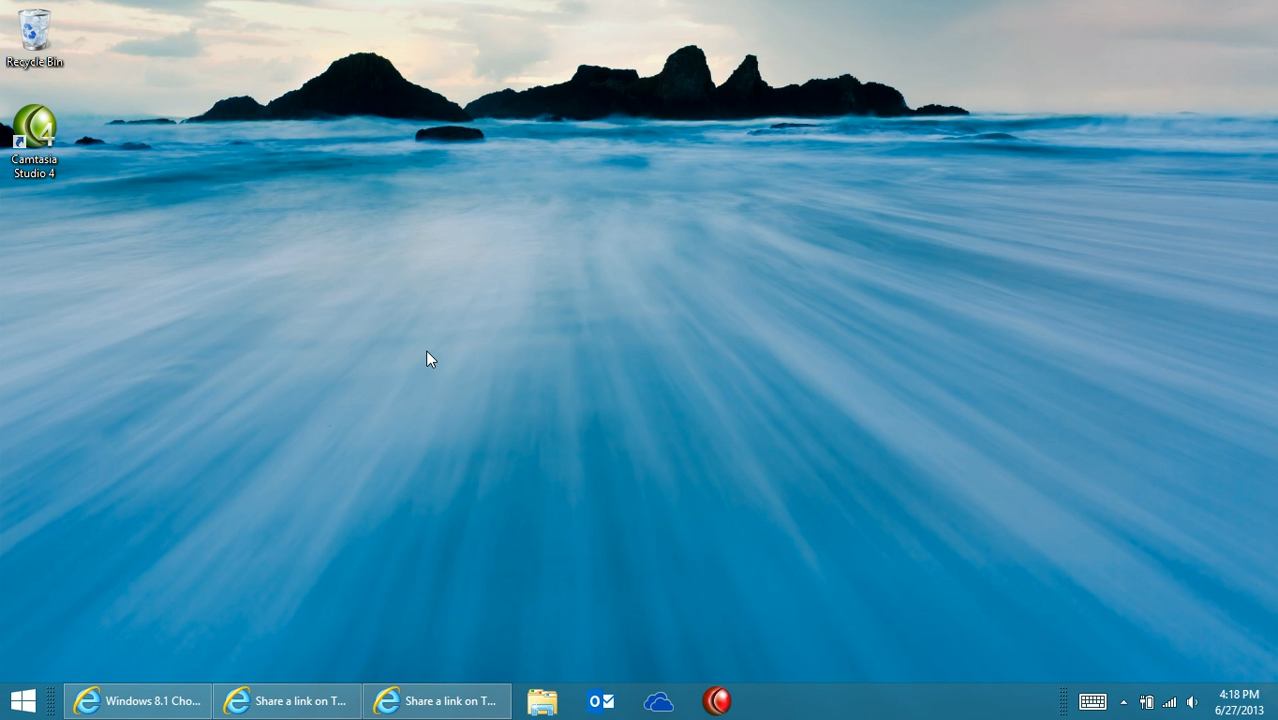 Recycle Bin
4
Camtasia
Studio 4
Windows 8.1 Cho...
Share a link on T...
Share a link on T...
4:18 PM
6/27/2013